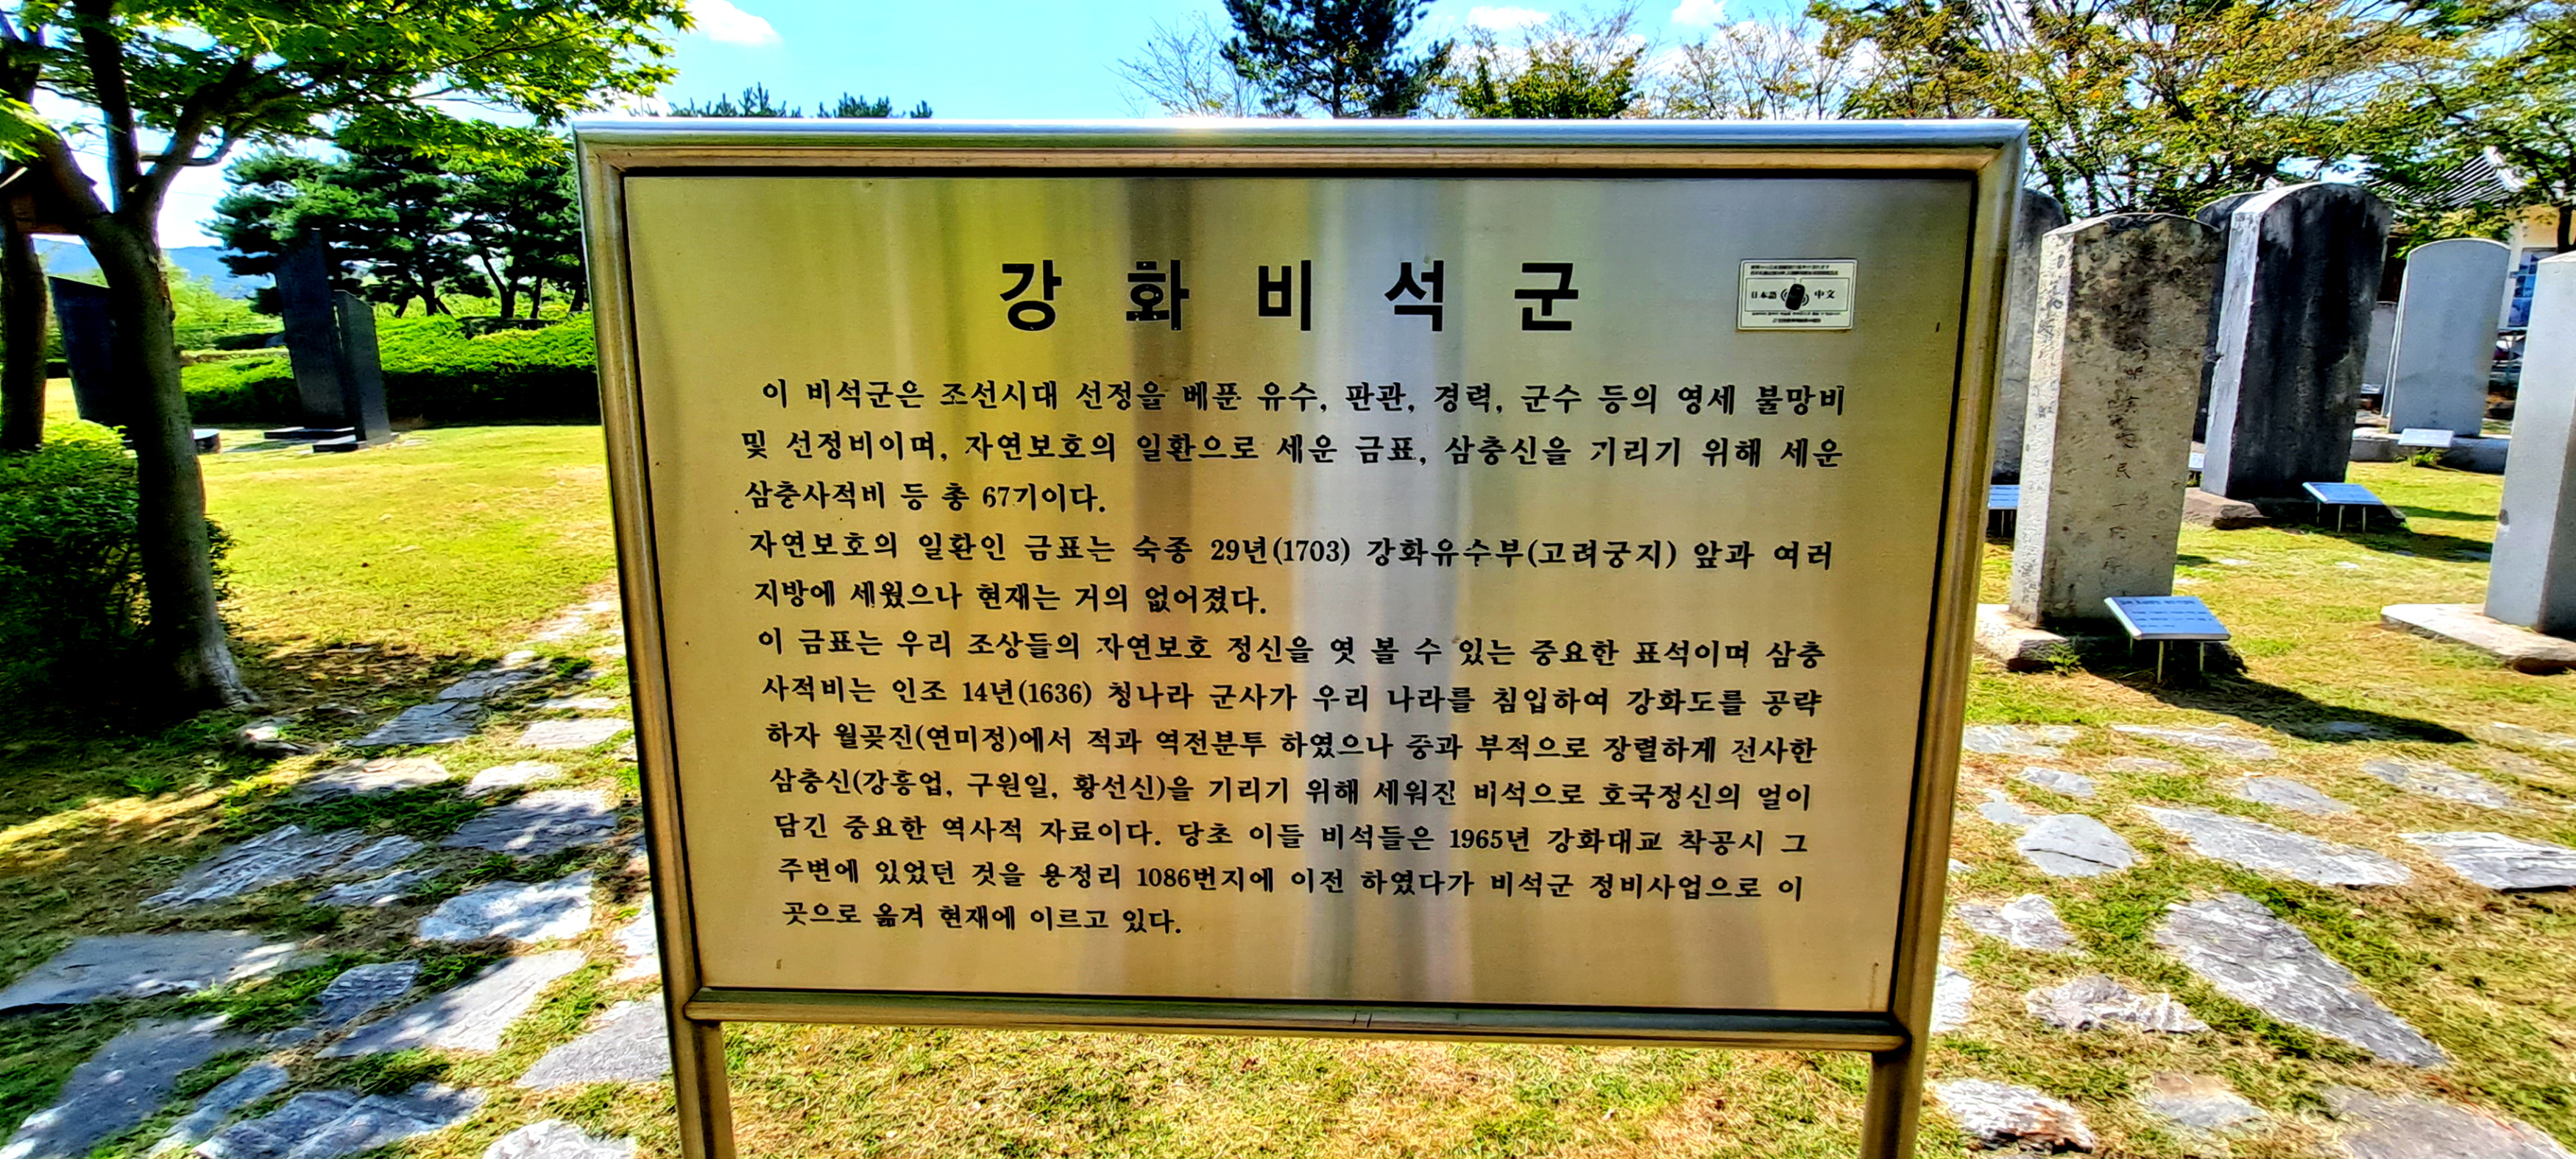 강화비석군
日本語 中文
이 비석군은 조선시대 선정을 베푼 유수, 판관, 경력, 군수 등의 영세 불망비
및 선정비이며, 자연보호의 일환으로 세운 금표, 삼충신을 기리기 위해 세운
삼충사적비 등 총 67기이다.
자연보호의 일환인 금표는 숙종 29년(1703) 강화유수부(고려궁지) 앞과 여러
지방에 세웠으나 현재는 거의 없어졌다.
이 금표는 우리 조상들의 자연보호 정신을 엿 볼 수 있는 중요한 표석이며 삼충
사적비는 인조 14년(1636) 청나라 군사가 우리 나라를 침입하여 강화도를 공략
하자 월곶진(연미정)에서 적과 역전분투 하였으나 중과 부적으로 장렬하게 전사한
삼충신(강흥업, 구원일, 황선신)을 기리기 위해 세워진 비석으로 호국정신의 얼이
담긴 중요한 역사적 자료이다. 당초 이들 비석들은 1965년 강화대교 착공시 그
주변에 있었던 것을 용정리 1086번지에 이전 하였다가 비석군 정비사업으로 이
곳으로 옮겨 현재에 이르고 있다.